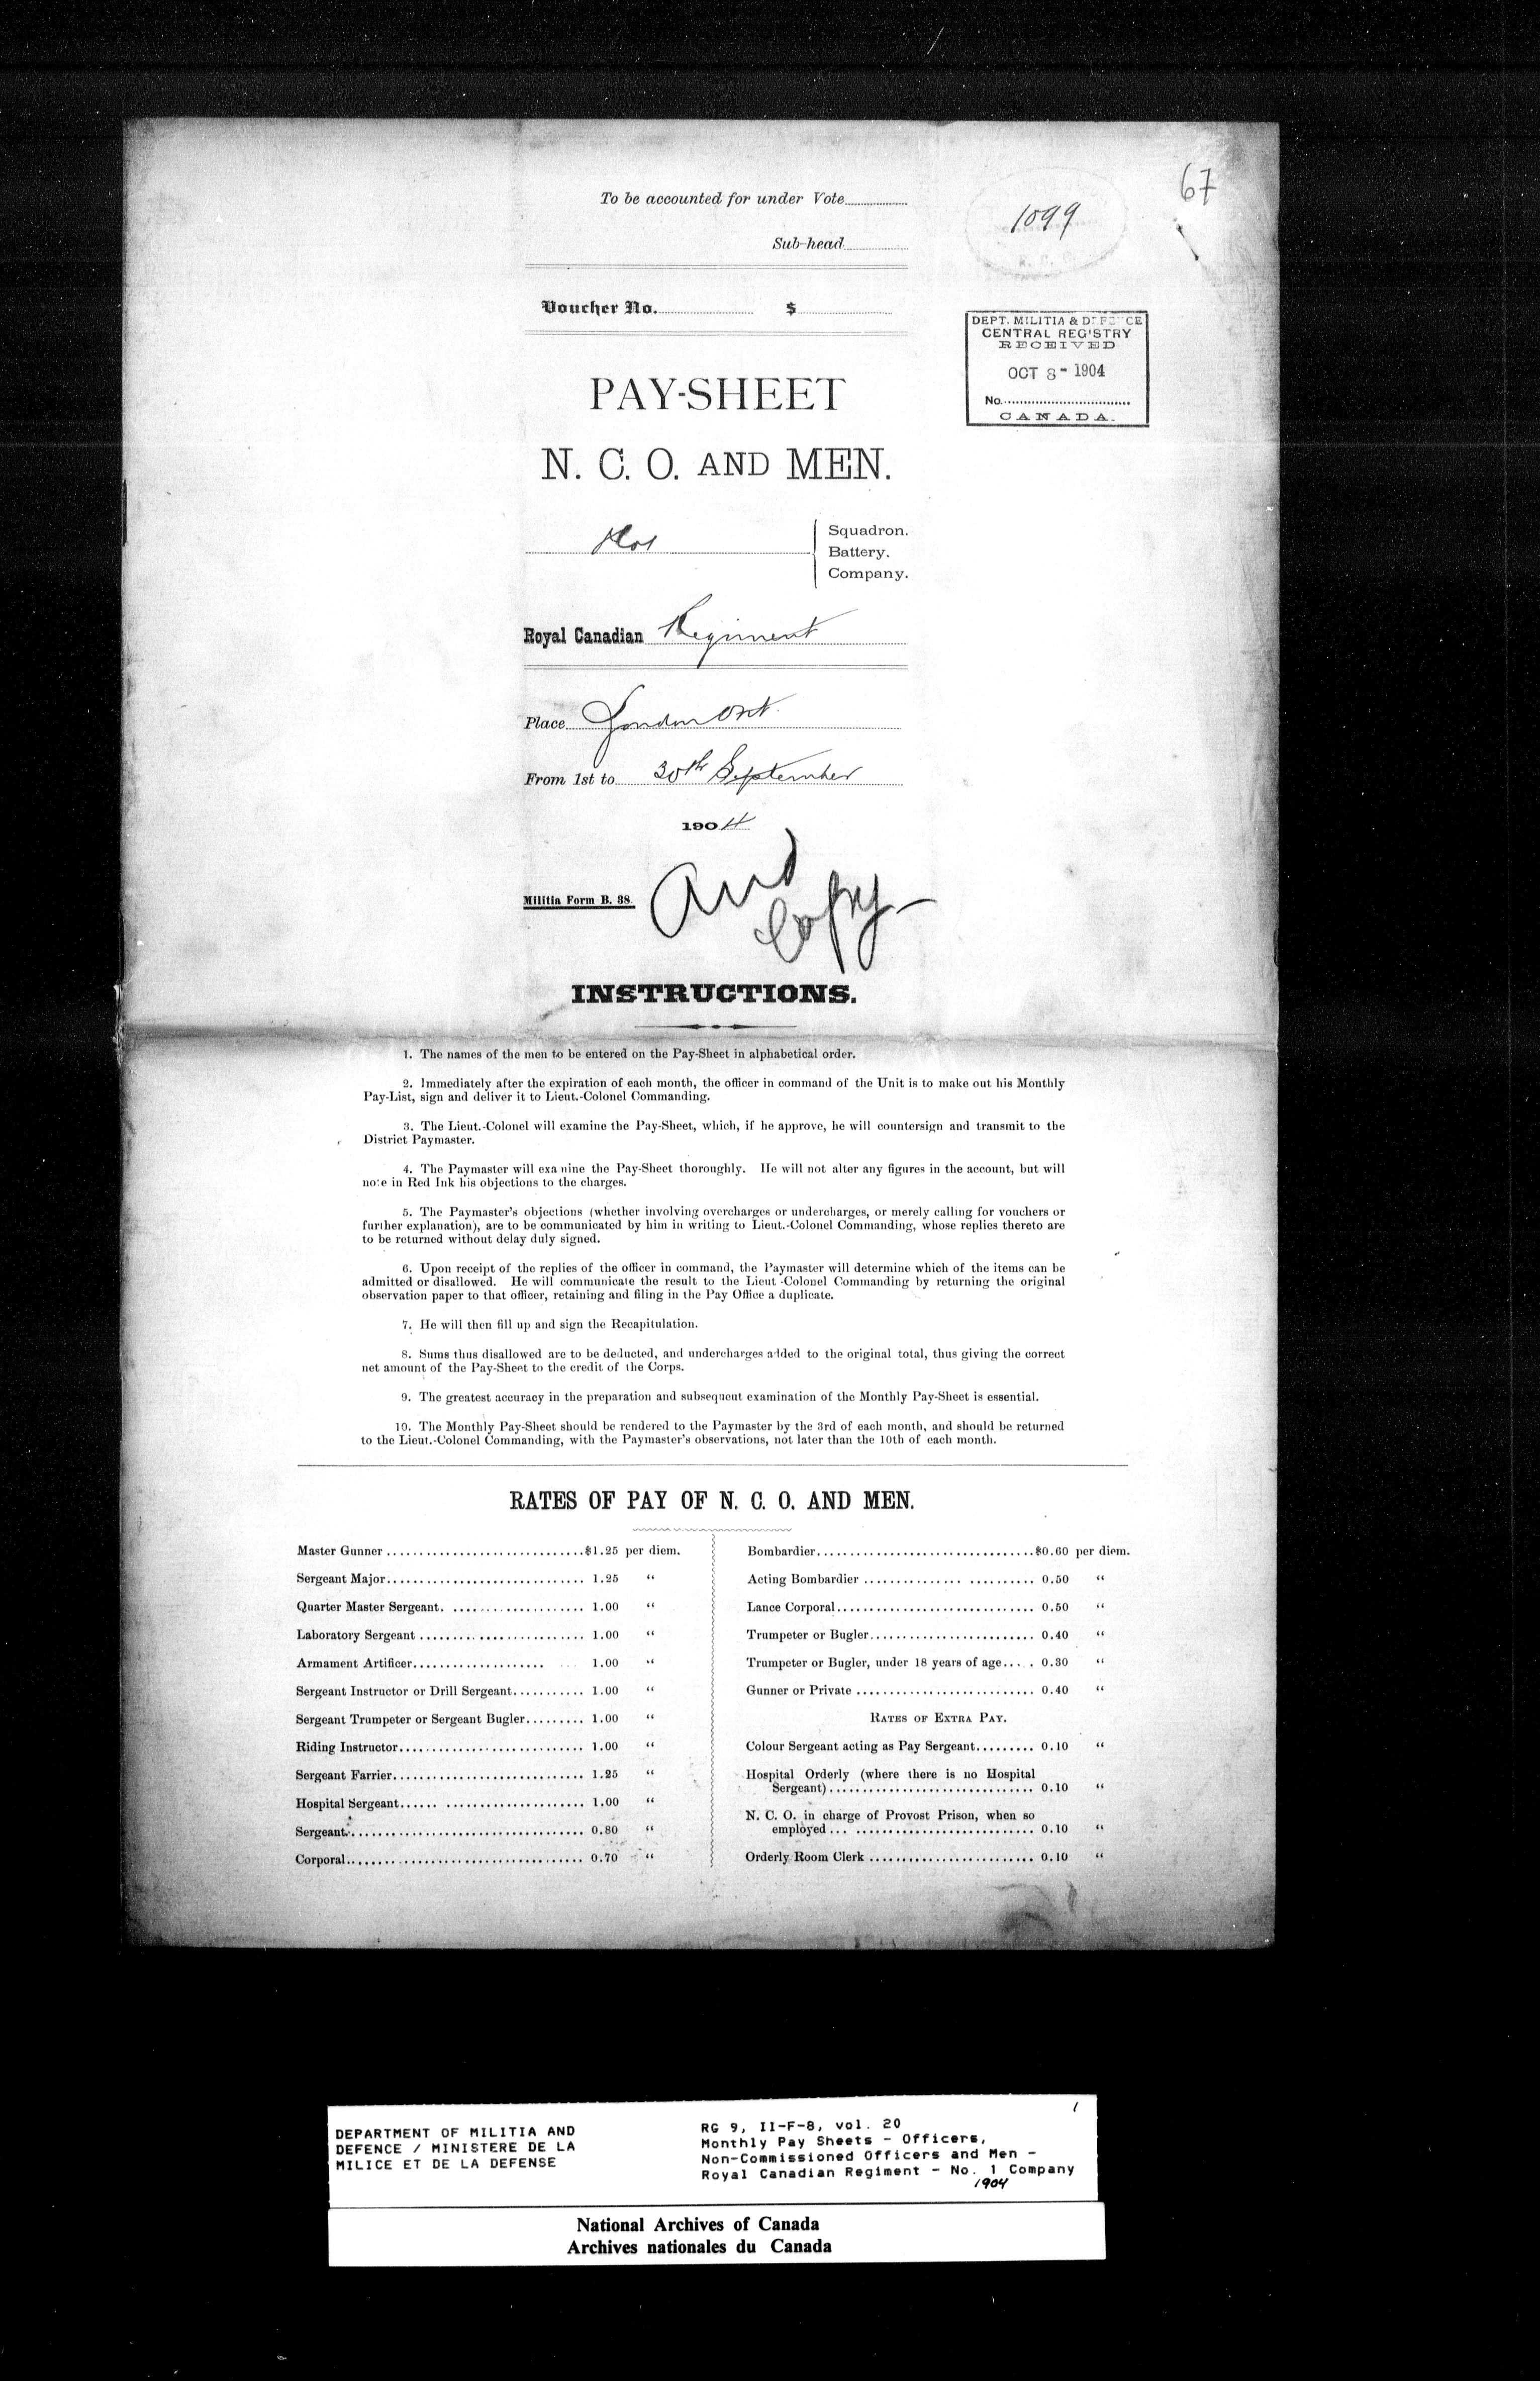 67
1099
To be accounted for under Vote
Sub-head
Voucher No. $
DEPT. MILITIA & DEFENCE
CENTRAL REGISTRY
RECEIVED
OCT 8 - 1904
No.
CANADA.
PAY-SHEET
N. C. O. AND MEN.
No 1
Squadron.
Battery.
Company.
Royal Canadian Regiment
Place London Ont.
From 1st to 30th September
1904
Militia Form B. 38.
Aud
Copy
INSTRUCTIONS.
1. The names of the men to be entered on the Pay-Sheet in alphabetical order.
2. Immediately after the expiration of each month, the officer in command of the Unit is to make out his Monthly
Pay-List, sign and deliver it to Lieut.-Colonel Commanding.
3. The Lieut.-Colonel will examine the Pay-Sheet, which, if he approve, he will countersign and transmit to the
District Paymaster.
4. The Paymaster will exa nine the Pay-Sheet thoroughly. He will not alter any figures in the account, but will
note in Red Ink his objections to the charges.
5. The Paymaster's objections (whether involving overcharges or undercharges, or merely calling for vouchers or
further explanation), are to be communicated by him in writing to Lieut.-Colonel Commanding, whose replies thereto are
to be returned without delay duly signed.
6. Upon receipt of the replies of the officer in command, the Paymaster will determine which of the items can be
admitted or disallowed. He will communicate the result to the Lieut -Colonel Commanding by returning the original
observation paper to that officer, retaining and filing in the Pay Office a duplicate.
7. He will then fill up and sign the Recapitulation.
8. Sums thus disallowed are to be deducted, and undercharges added to the original total, thus giving the correct
net amount of the Pay-Sheet to the credit of the Corps.
9. The greatest accuracy in the preparation and subsequent examination of the Monthly Pay-Sheet is essential.
10. The Monthly Pay-Sheet should be rendered to the Paymaster by the 3rd of each month, and should be returned
to the Lieut.-Colonel Commanding, with the Paymaster's observations, not later than the 10th of each month.
RATES OF PAY OF N. C. O. AND MEN.
Master Gunner $1.25 per diem.
Sergeant Major 1.25 "
Quarter Master Sergeant. 1.00 "
Laboratory Sergeant 1.00 "
Armament Artificer 1.00 "
Sergeant Instructor or Drill Sergeant 1.00 "
Sergeant Trumpeter or Sergeant Bugler 1.00 "
Riding Instructor 1.00 "
Sergeant Farrier 1.25 "
Hospital Sergeant 1.00 "
Sergeant 0.80 "
Corporal 0.70 "
Bombardier $0.60 per diem.
Acting Bombardier 0.50 "
Lance Corporal 0.50 "
Trumpeter or Bugler 0.40 "
Trumpeter or Bugler, under 18 years of age 0.30 "
Gunner or Private 0.40 "
RATES OF EXTRA PAY.
Colour Sergeant acting as Pay Sergeant 0.10 "
Hospital Orderly (where there is no Hospital
Sergeant) 0.10 "
N. C. O. in charge of Provost Prison, when so
employed 0.10 "
Orderly Room Clerk 0.10 "
1
DEPARTMENT OF MILITIA AND
DEFENCE / MINISTERE DE LA
MILICE ET DE LA DEFENSE
RG 9, II-F-8, vol. 20
Monthly Pay Sheets - Officers,
Non-Commissioned Officers and Men -
Royal Canadian Regiment - No. 1 Company
1904
National Archives of Canada
Archives nationales du Canada